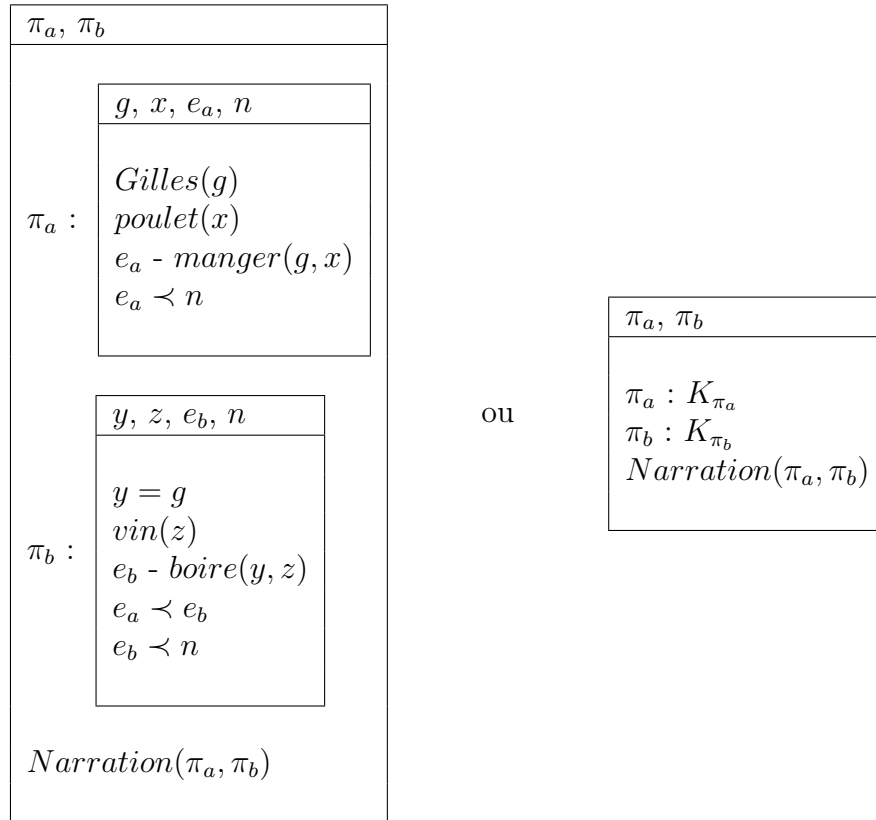 π_a, π_b
g, x, e_a, n
Gilles(g)
poulet(x)
π_a :
e_a - manger(g, x)
e_a ≺ n
y, z, e_b, n
y = g
vin(z)
π_b :
e_b - boire(y, z)
e_a ≺ e_b
e_b ≺ n
Narration(π_a, π_b)
ou
π_a, π_b
π_a : K_{π_a}
π_b : K_{π_b}
Narration(π_a, π_b)